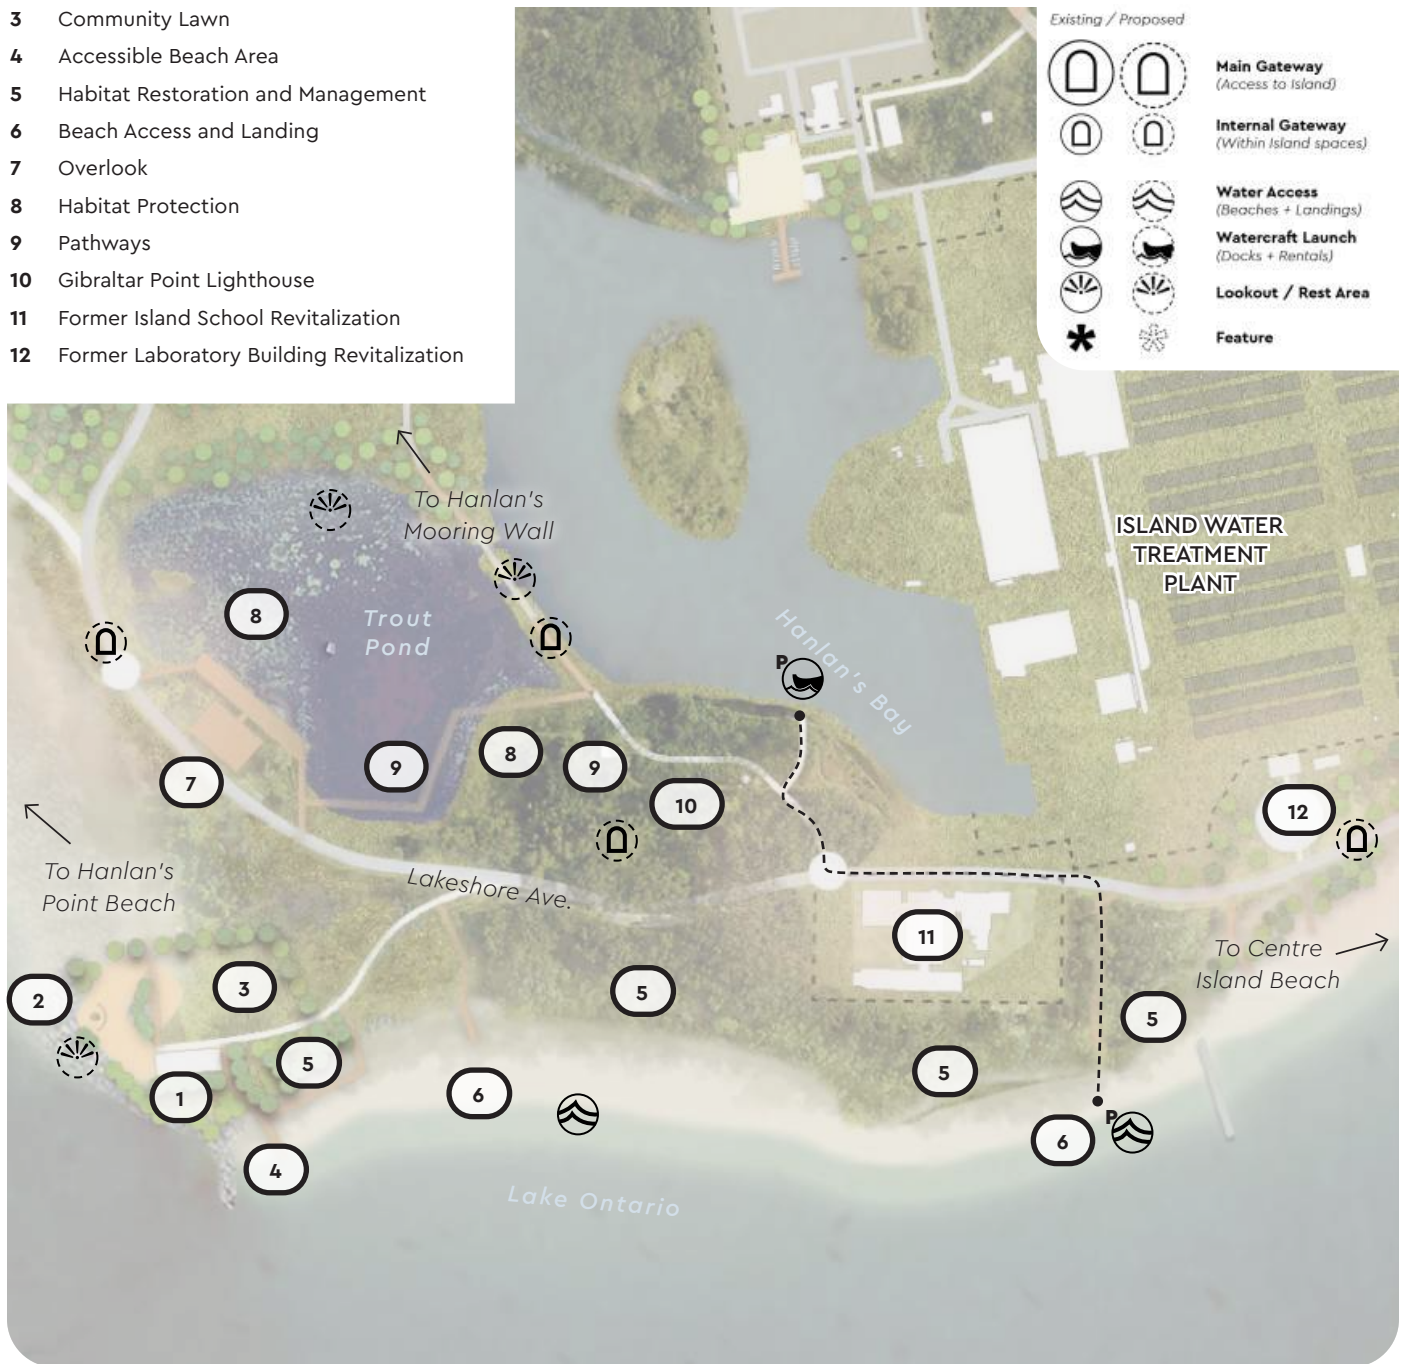 3 Community Lawn
4 Accessible Beach Area
5 Habitat Restoration and Management
6 Beach Access and Landing
7 Overlook
8 Habitat Protection
9 Pathways
10 Gibraltar Point Lighthouse
11 Former Island School Revitalization
12 Former Laboratory Building Revitalization
Existing / Proposed
Main Gateway
(Access to Island)
Internal Gateway
(Within Island spaces)
Water Access
(Beaches + Landings)
Watercraft Launch
(Docks + Rentals)
Lookout / Rest Area
Feature
To Hanlan's
Mooring Wall
ISLAND WATER
TREATMENT
PLANT
8
Trout
Pond
Hanlan's Bay
P
7
9
8
9
10
12
To Hanlan's
Point Beach
Lakeshore Ave.
11
To Centre
Island Beach
2
3
5
5
5
1
6
5
P
6
4
Lake Ontario